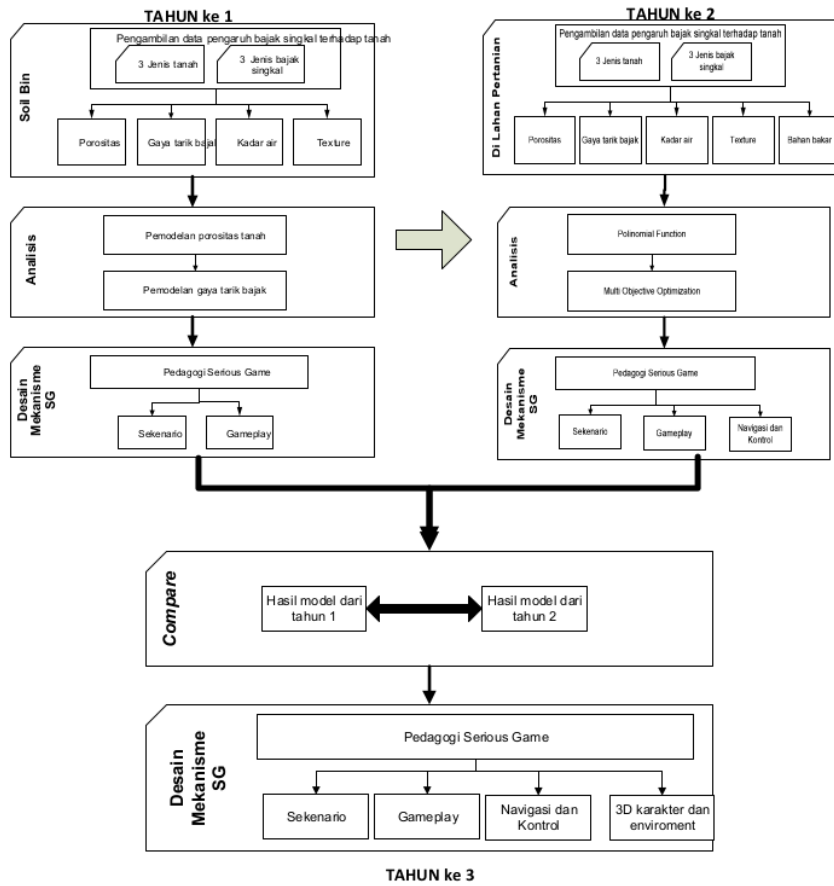 TAHUN ke 1
Soil Bin
Pengambilan data pengaruh bajak singkal terhadap tanah
3 Jenis tanah
3 Jenis bajak
singkal
Porositas
Gaya tarik bajak
Kadar air
Texture
Analisis
Pemodelan porositas tanah
Pemodelan gaya tarik bajak
Desain
Mekanisme
SG
Pedagogi Serious Game
Sekenario
Gameplay
TAHUN ke 2
Di Lahan Pertanian
Pengambilan data pengaruh bajak singkal terhadap tanah
3 Jenis tanah
3 Jenis bajak
singkal
Porositas
Gaya tarik bajak
Kadar air
Texture
Bahan bakar
Analisis
Polinomial Function
Multi Objective Optimization
Desain
Mekanisme
SG
Pedagogi Serious Game
Sekenario
Gameplay
Navigasi dan
Kontrol
Compare
Hasil model dari
tahun 1
Hasil model dari
tahun 2
Desain
Mekanisme
SG
Pedagogi Serious Game
Sekenario
Gameplay
Navigasi dan
Kontrol
3D karakter dan
enviroment
TAHUN ke 3